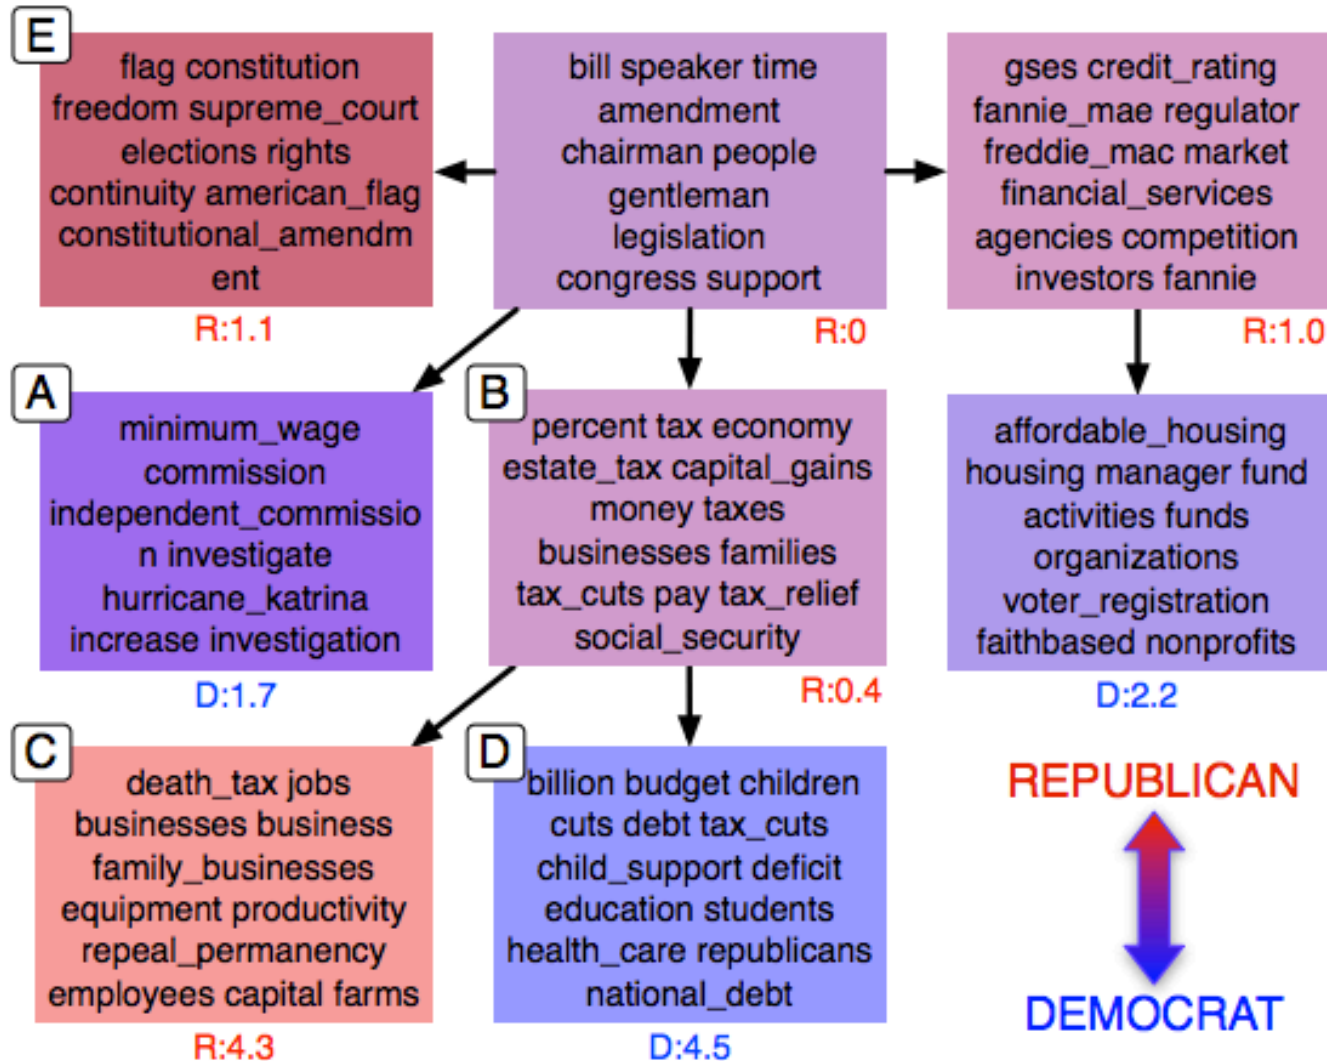 E
flag constitution
freedom supreme_court
elections rights
continuity american_flag
constitutional_amendm
ent
R:1.1
bill speaker time
amendment
chairman people
gentleman
legislation
congress support
R:0
gses credit_rating
fannie_mae regulator
freddie_mac market
financial_services
agencies competition
investors fannie
R:1.0
A
minimum_wage
commission
independent_commissio
n investigate
hurricane_katrina
increase investigation
D:1.7
B
percent tax economy
estate_tax capital_gains
money taxes
businesses families
tax_cuts pay tax_relief
social_security
R:0.4
affordable_housing
housing manager fund
activities funds
organizations
voter_registration
faithbased nonprofits
D:2.2
C
death_tax jobs
businesses business
family_businesses
equipment productivity
repeal_permanency
employees capital farms
R:4.3
D
billion budget children
cuts debt tax_cuts
child_support deficit
education students
health_care republicans
national_debt
D:4.5
REPUBLICAN
DEMOCRAT